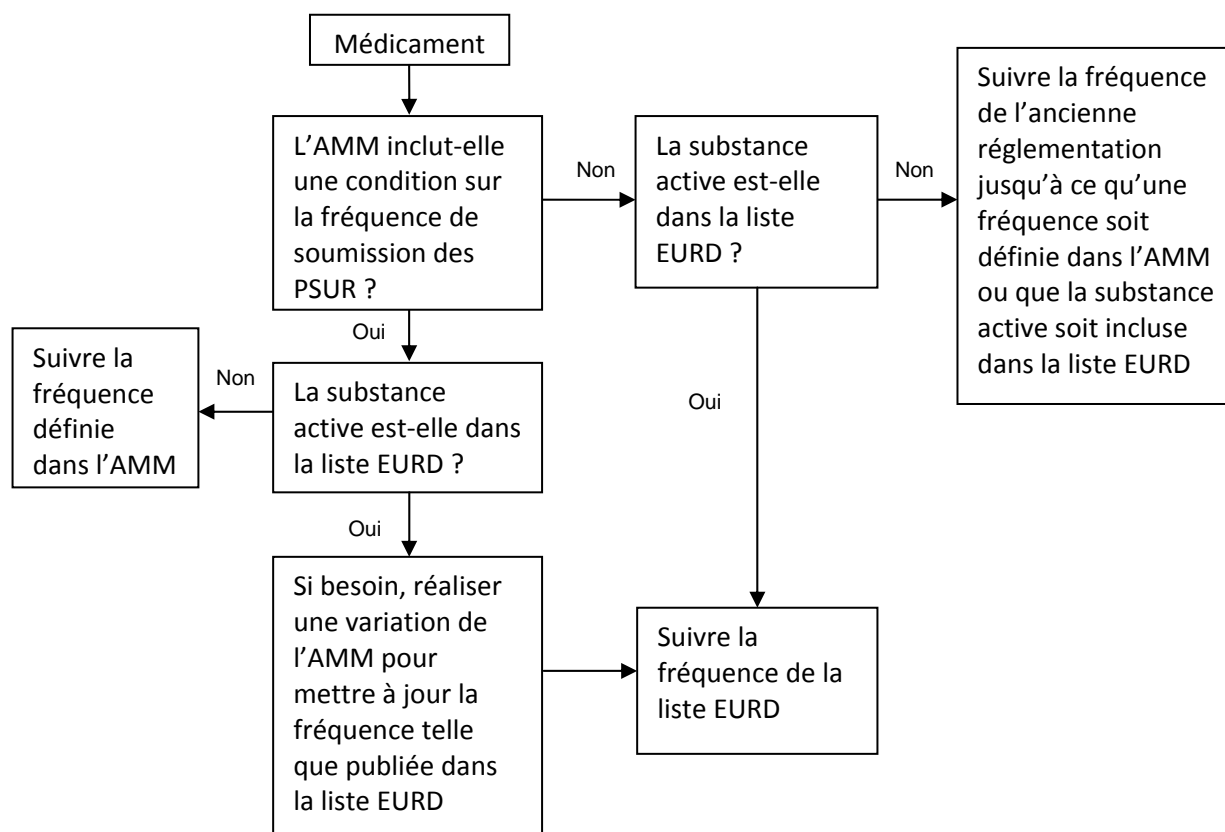 Médicament
L'AMM inclut-elle
une condition sur
la fréquence de
soumission des
PSUR ?
Non
La substance
active est-elle
dans la liste
EURD ?
Non
Suivre la fréquence
de l'ancienne
réglementation
jusqu'à ce qu'une
fréquence soit
définie dans l'AMM
ou que la substance
active soit incluse
dans la liste EURD
Oui
Suivre la
fréquence
définie
dans l'AMM
Non
La substance
active est-elle dans
la liste EURD ?
Oui
Oui
Si besoin, réaliser
une variation de
l'AMM pour
mettre à jour la
fréquence telle
que publiée dans
la liste EURD
Suivre la
fréquence de la
liste EURD